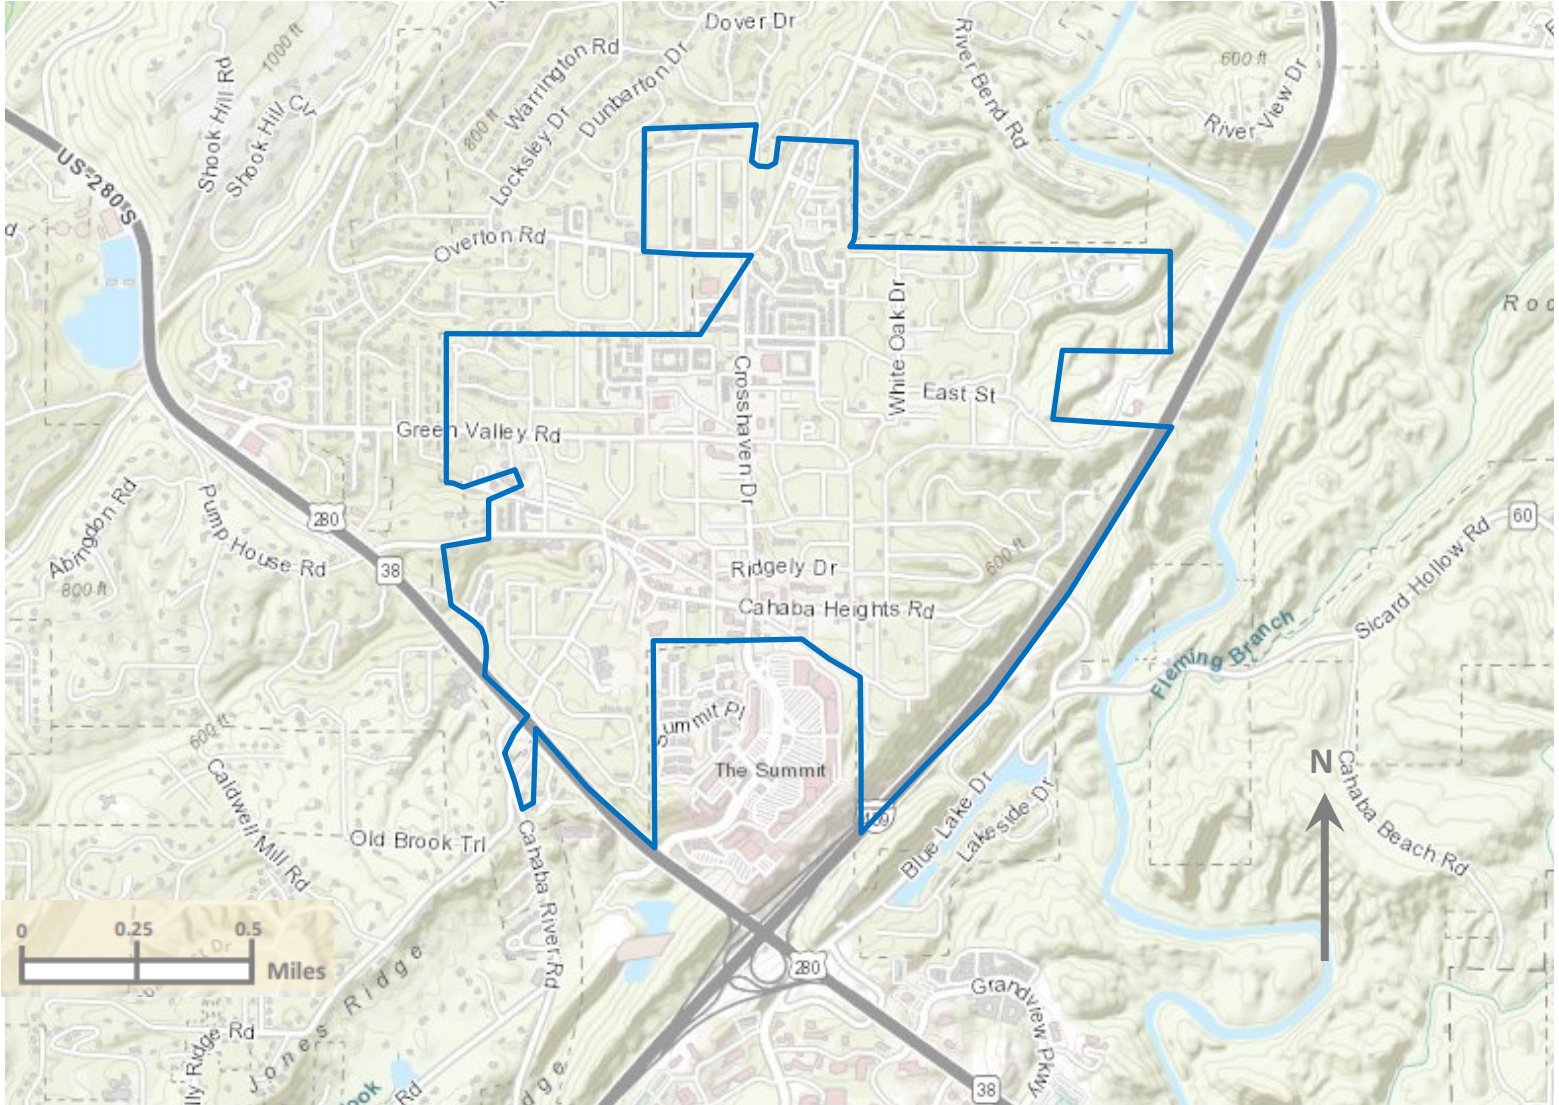 Dover Dr
Warrington Rd
Dunbarton Dr
River Bend Rd
600 ft
1000 ft
Shook Hill Rd
Shook Hill Cir
800 ft
Locksley Dr
River View Dr
US-280 S
Overton Rd
White Oak Dr
Crosshaven Dr
East St
Green Valley Rd
Abingdon Rd
Pump House Rd
280
38
60
800 ft
600 ft
Ridgely Dr
Cahaba Heights Rd
Sicard Hollow Rd
Fleming Branch
Summit Pl
The Summit
600 ft
N
Caldwell Mill Rd
Old Brook Trl
Cahaba River Rd
Blue Lake Dr
Lakeside Dr
Cahaba Beach Rd
0 0.25 0.5
Miles
280
Grandview Pkwy
Jones Ridge
Rd
38